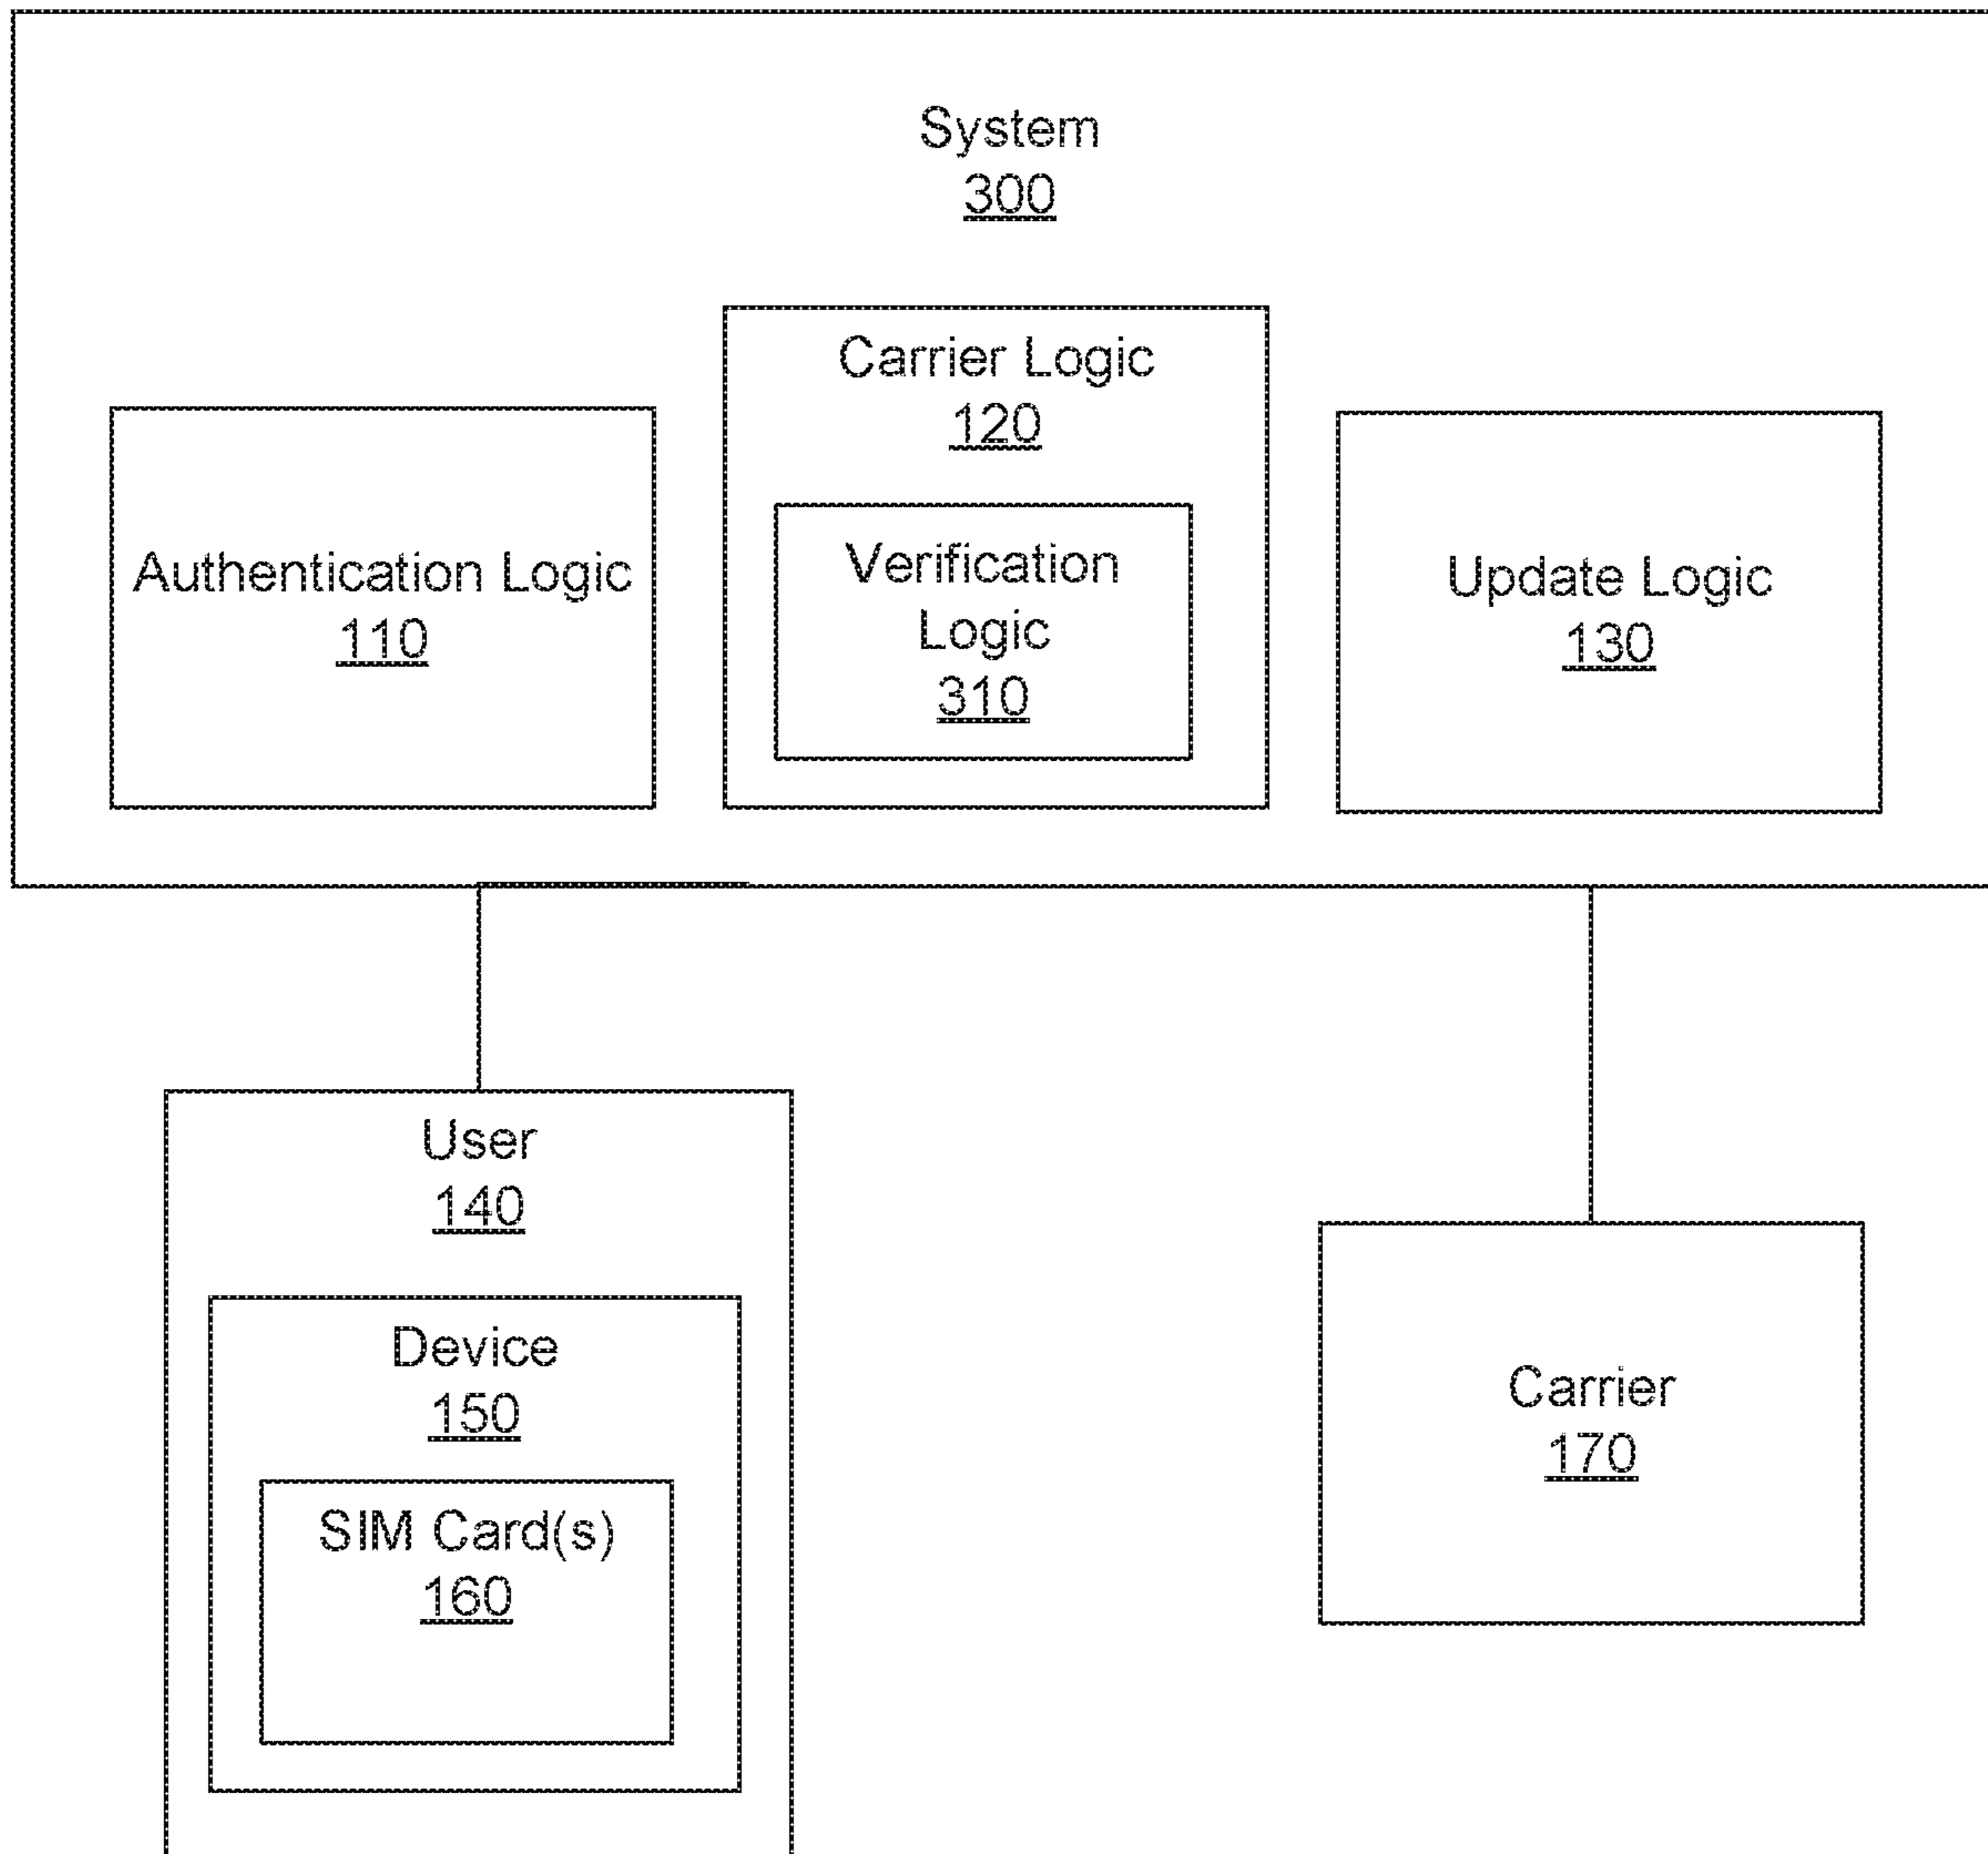 System
300
Carrier Logic
120
Authentication Logic
110
Verification
Logic
310
Update Logic
130
User
140
Device
150
SIM Card(s)
160
Carrier
170